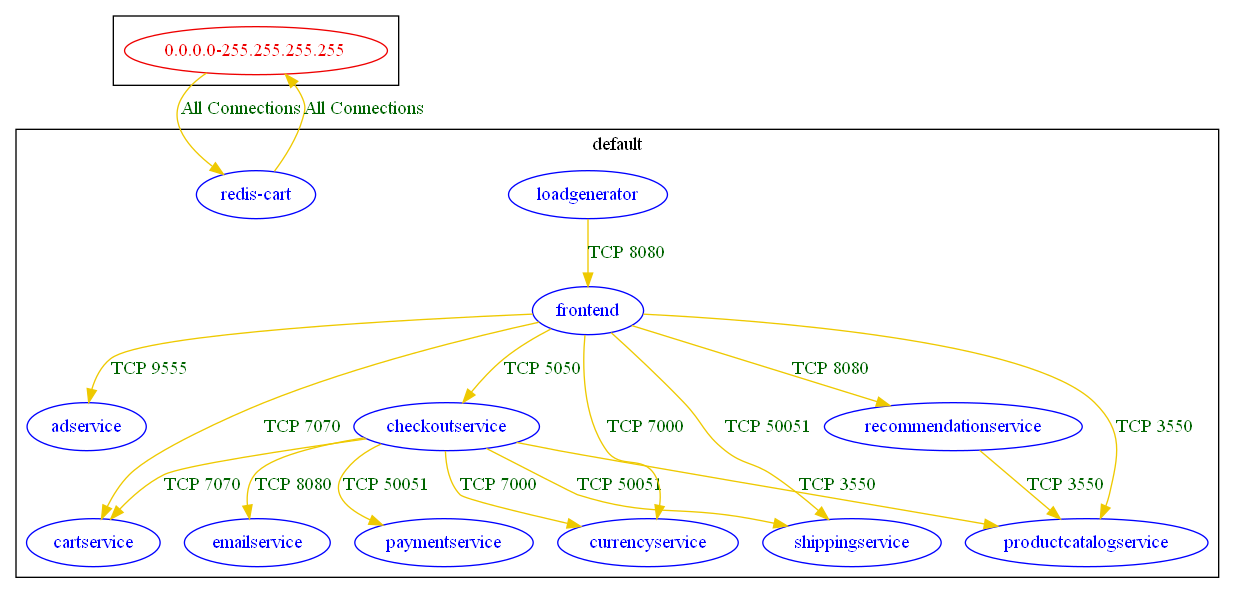 0.0.0.0-255.255.255.255
All Connections All Connections
default
redis-cart loadgenerator
TCP 8080
frontend
TCP 9555 TCP 5050 TCP 8080
adservice TCP 7070 checkoutservice TCP 7000 TCP 50051 recommendationservice TCP 3550
TCP 7070 TCP 8080 TCP 50051 TCP 7000 TCP 50051 TCP 3550 TCP 3550
cartservice emailservice paymentservice currencyservice shippingservice productcatalogservice